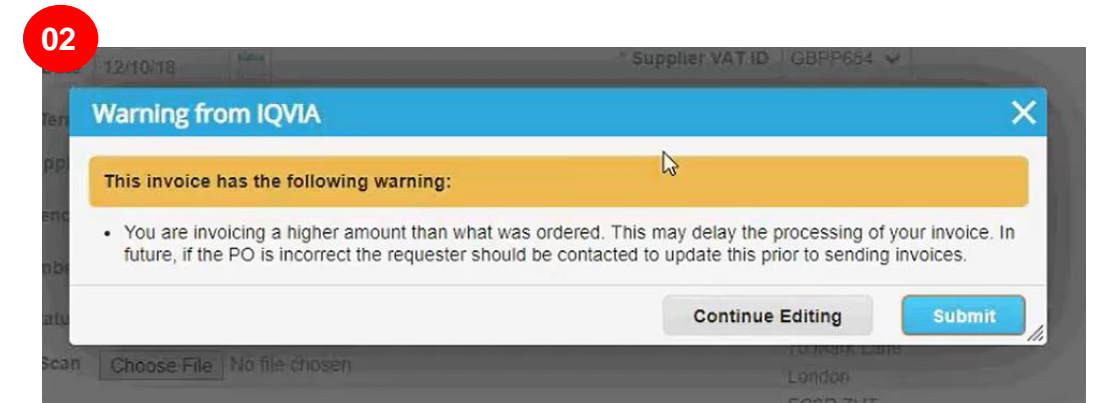 02
12/10/18
* Supplier VAT ID GBPP654
Warning from IQVIA
This invoice has the following warning:
• You are invoicing a higher amount than what was ordered. This may delay the processing of your invoice. In
future, if the PO is incorrect the requester should be contacted to update this prior to sending invoices.
Continue Editing Submit
Scan Choose File No file chosen
London